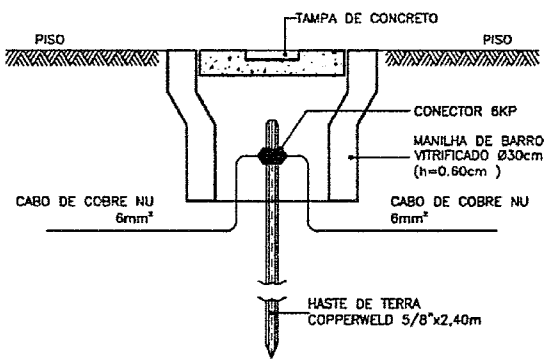 TAMPA DE CONCRETO
PISO
PISO
CONECTOR 6KP
MANILHA DE BARRO
VITRIFICADO Ø30cm
(h=0.60cm )
CABO DE COBRE NU
6mm²
CABO DE COBRE NU
6mm²
HASTE DE TERRA
COPPERWELD 5/8"x2,40m